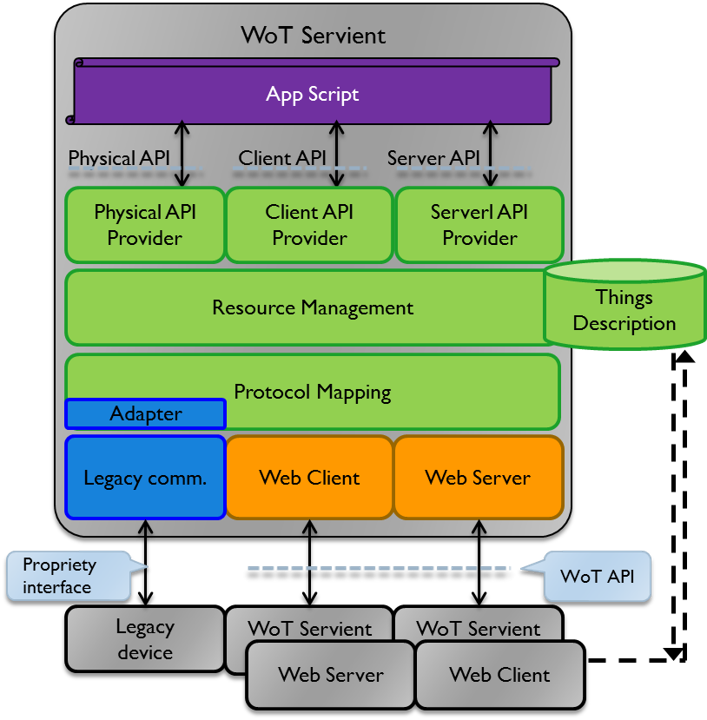 WoT Servient
App Script
Physical API
Client API
Server API
Physical API
Provider
Client API
Provider
Serverl API
Provider
Resource Management
Things
Description
Protocol Mapping
Adapter
Legacy comm.
Web Client
Web Server
Propriety
interface
WoT API
Legacy
device
WoT Servient
Web Server
WoT Servient
Web Client